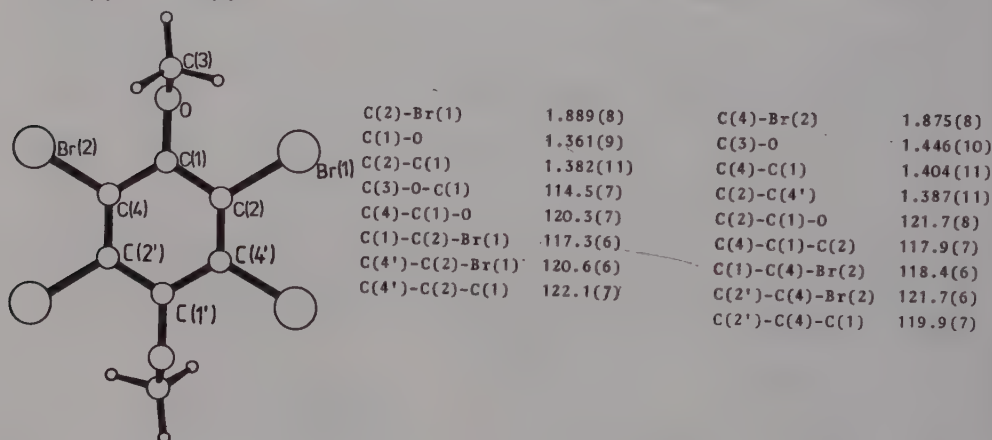 C(3)
O
Br(2)
Br(1)
C(1)
C(4)
C(2)
C(2')
C(4')
C(1')
C(2)-Br(1) 1.889(8)
C(1)-O 1.361(9)
C(2)-C(1) 1.382(11)
C(3)-O-C(1) 114.5(7)
C(4)-C(1)-O 120.3(7)
C(1)-C(2)-Br(1) 117.3(6)
C(4')-C(2)-Br(1) 120.6(6)
C(4')-C(2)-C(1) 122.1(7)
C(4)-Br(2) 1.875(8)
C(3)-O 1.446(10)
C(4)-C(1) 1.404(11)
C(2)-C(4') 1.387(11)
C(2)-C(1)-O 121.7(8)
C(4)-C(1)-C(2) 117.9(7)
C(1)-C(4)-Br(2) 118.4(6)
C(2')-C(4)-Br(2) 121.7(6)
C(2')-C(4)-C(1) 119.9(7)